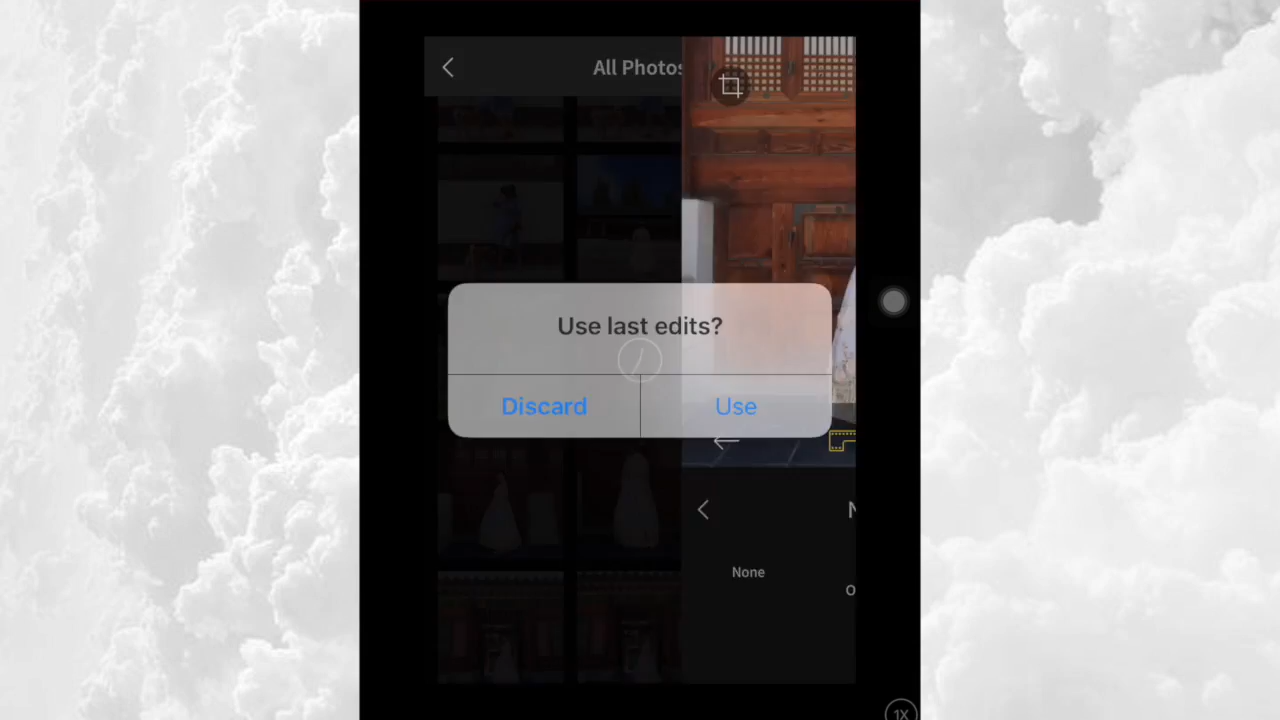 All Photos
Use last edits?
Discard
Use
None
1X